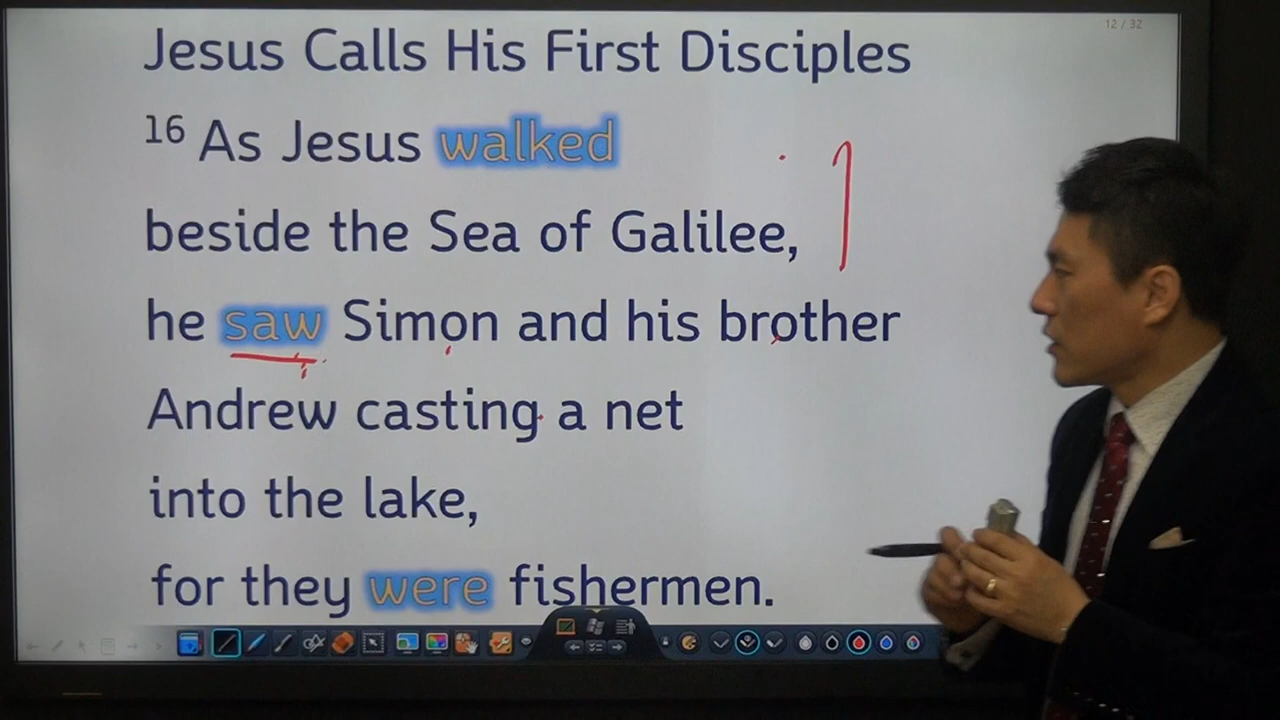 12 / 32
Jesus Calls His First Disciples
16 As Jesus walked
beside the Sea of Galilee,
he saw Simon and his brother
Andrew casting a net
into the lake,
for they were fishermen.